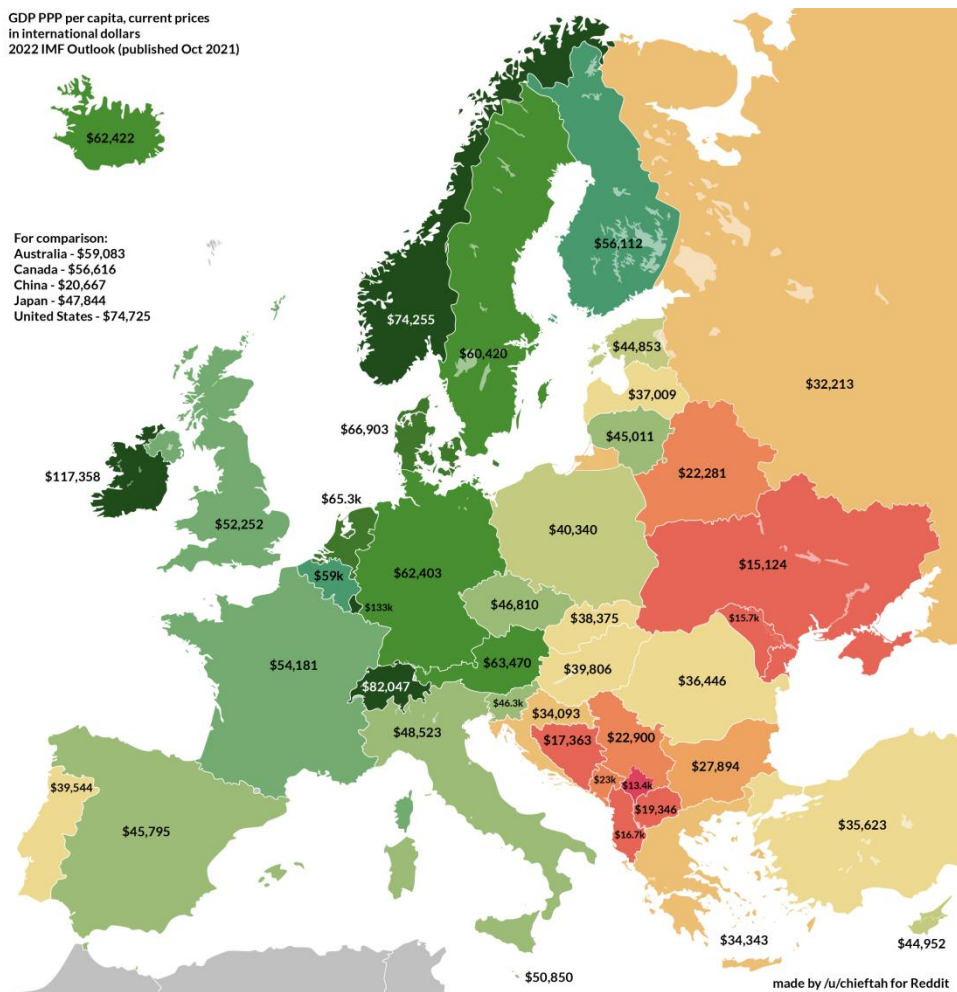 GDP PPP per capita, current prices
in international dollars
2022 IMF Outlook (published Oct 2021)
$62,422
For comparison:
Australia - $59,083
Canada - $56,616
China - $20,667
Japan - $47,844
United States - $74,725
$56,112
$74,255
$60,420
$44,853
$32,213
$37,009
$66,903
$45,011
$117,358
$22,281
$65.3k
$52,252
$40,340
$59k
$62,403
$15,124
$133k
$46,810
$38,375
$15.7k
$54,181
$63,470
$39,806
$36,446
$82,047
$46.3k
$34,093
$48,523
$17,363
$22,900
$27,894
$39,544
$23k
$13.4k
$19,346
$35,623
$45,795
$16.7k
$34,343
$44,952
$50,850
made by /u/chieftah for Reddit